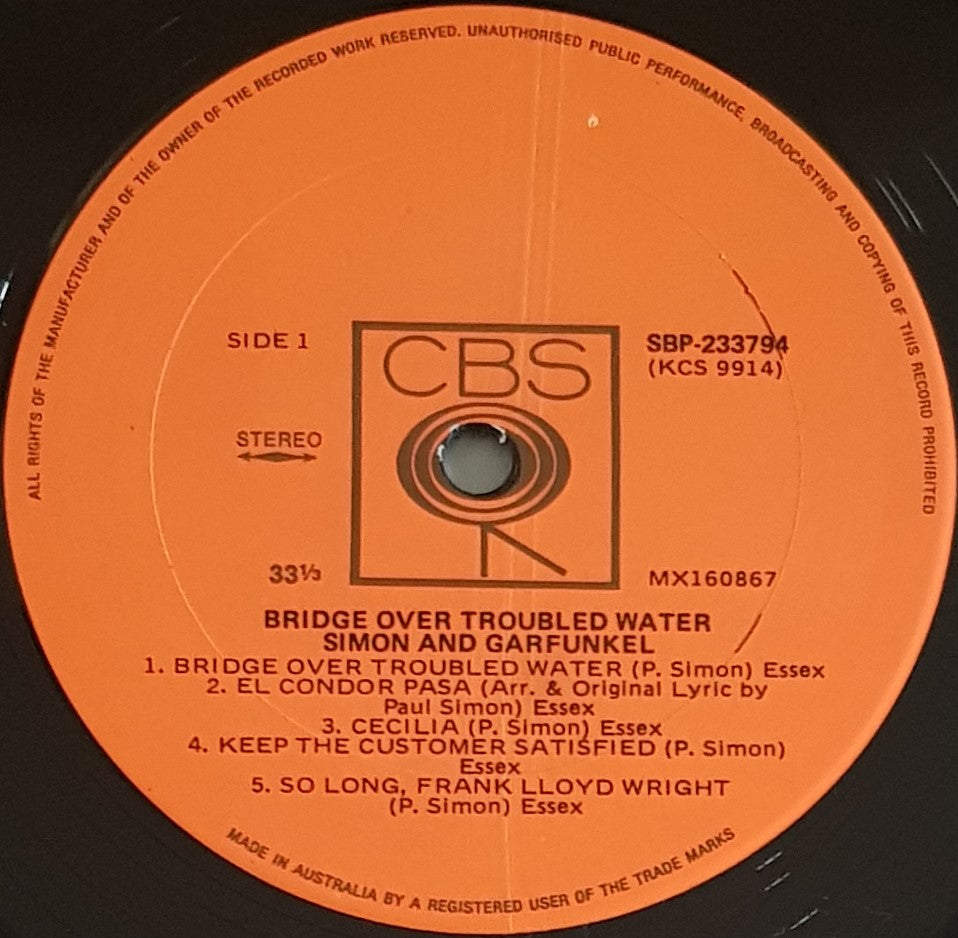 ALL RIGHTS OF THE MANUFACTURER AND OF THE OWNER OF THE RECORDED WORK RESERVED. UNAUTHORISED PUBLIC PERFORMANCE, BROADCASTING AND COPYING OF THIS RECORD PROHIBITED
SIDE 1
CBS
SBP-233794
(KCS 9914)
STEREO
33⅓
MX160867
BRIDGE OVER TROUBLED WATER
SIMON AND GARFUNKEL
1. BRIDGE OVER TROUBLED WATER (P. Simon) Essex
2. EL CONDOR PASA (Arr. & Original Lyric by
Paul Simon) Essex
3. CECILIA (P. Simon) Essex
4. KEEP THE CUSTOMER SATISFIED (P. Simon)
Essex
5. SO LONG, FRANK LLOYD WRIGHT
(P. Simon) Essex
MADE IN AUSTRALIA BY A REGISTERED USER OF THE TRADE MARKS